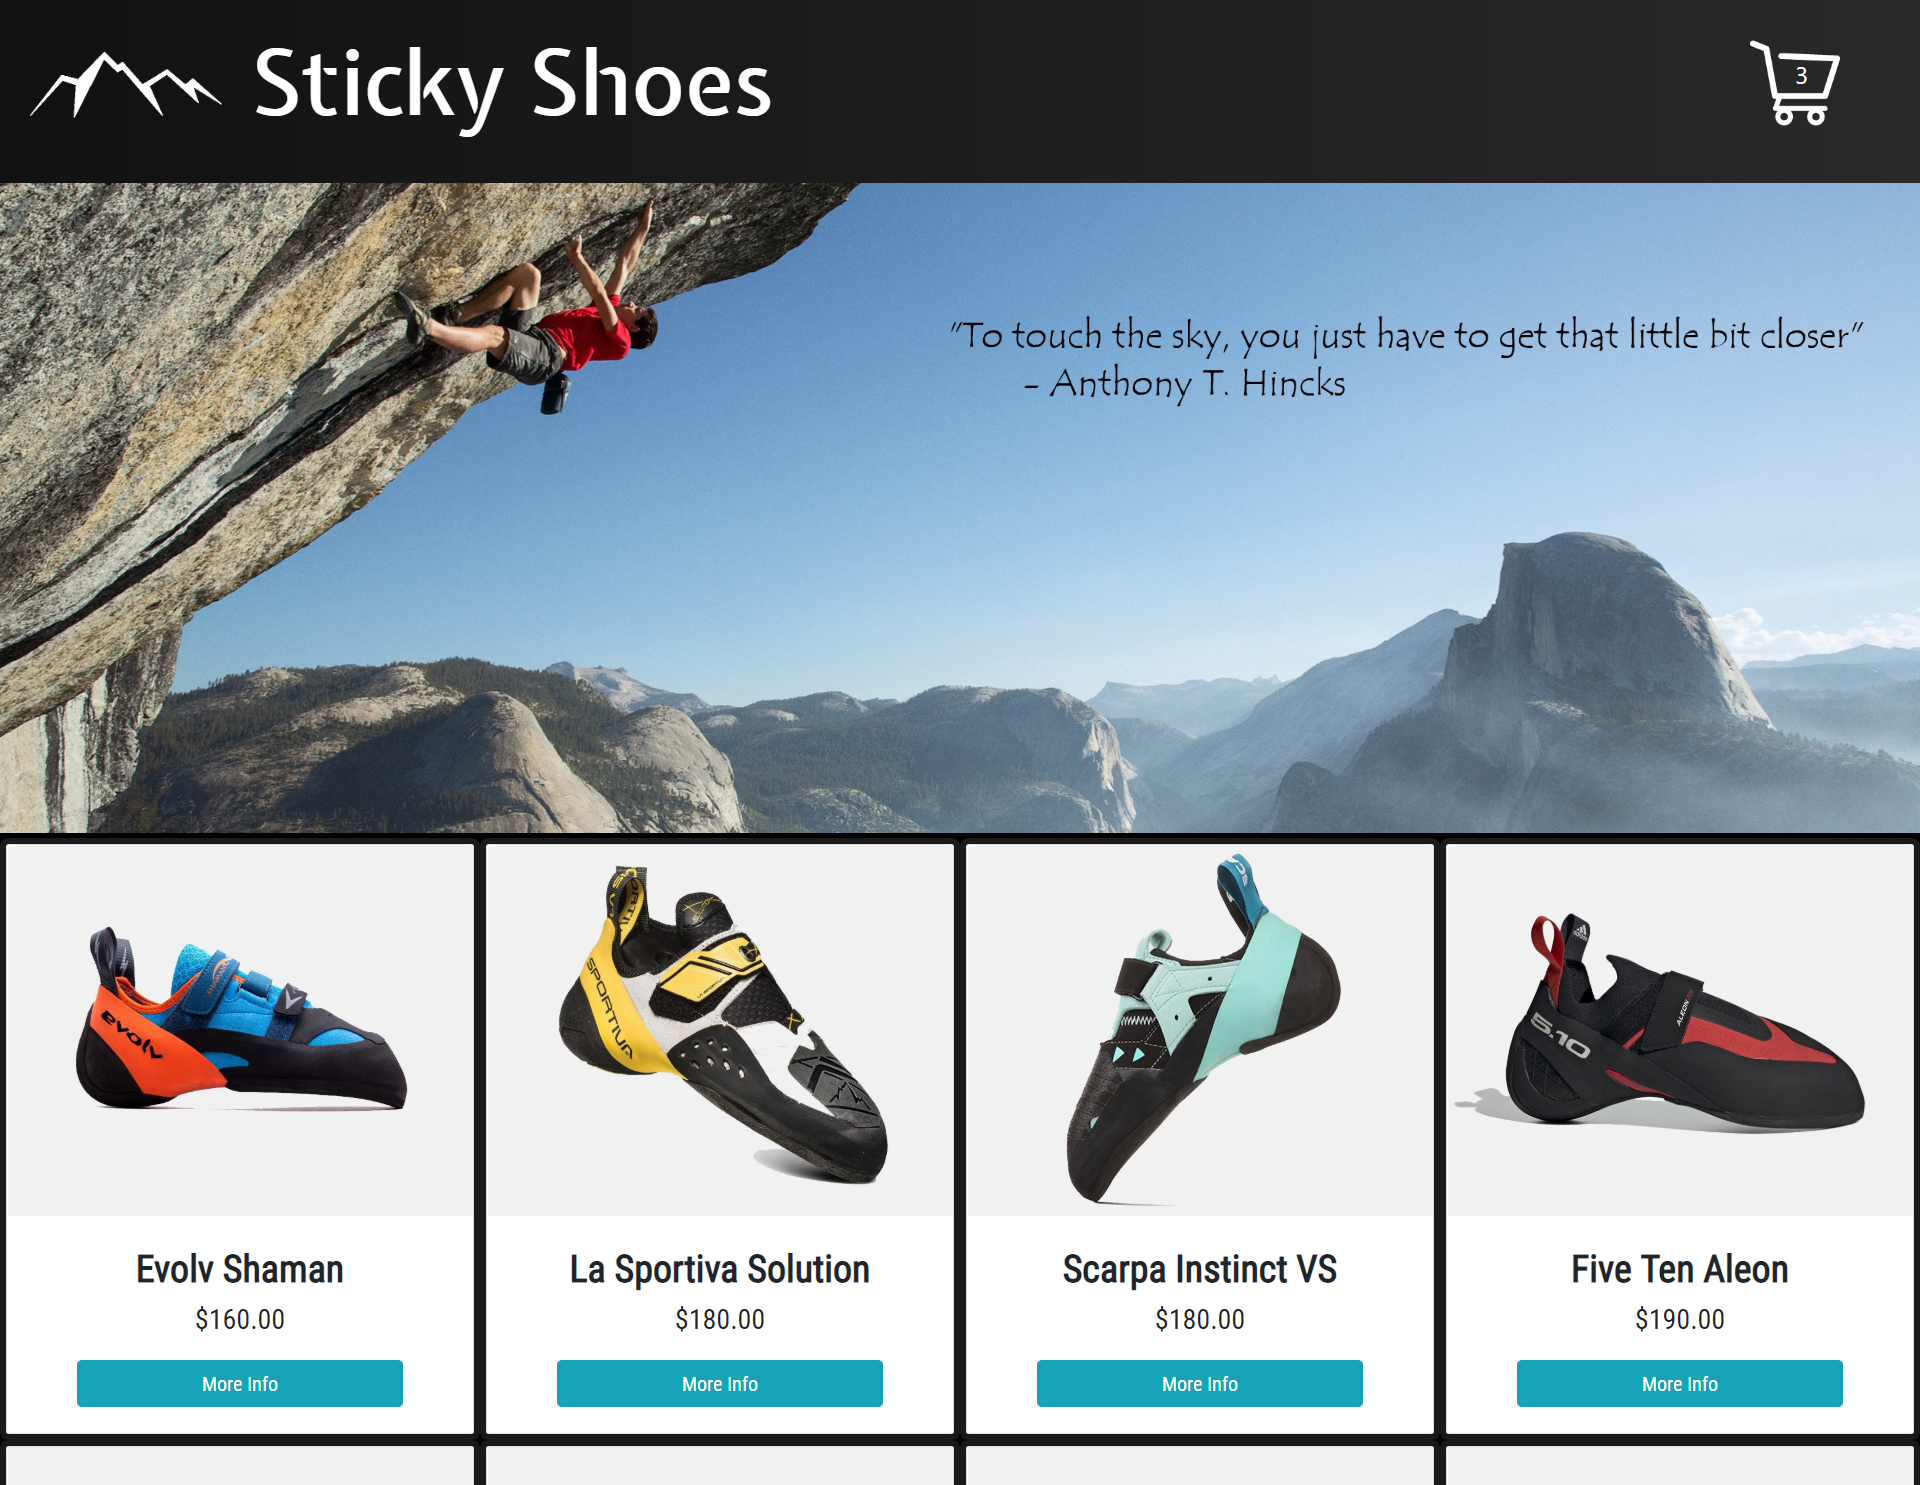 Sticky Shoes
3
"To touch the sky, you just have to get that little bit closer"
- Anthony T. Hincks
evolv
SPORTIVA
5.10
adidas
ALEON
Evolv Shaman
La Sportiva Solution
Scarpa Instinct VS
Five Ten Aleon
$160.00
$180.00
$180.00
$190.00
More Info
More Info
More Info
More Info